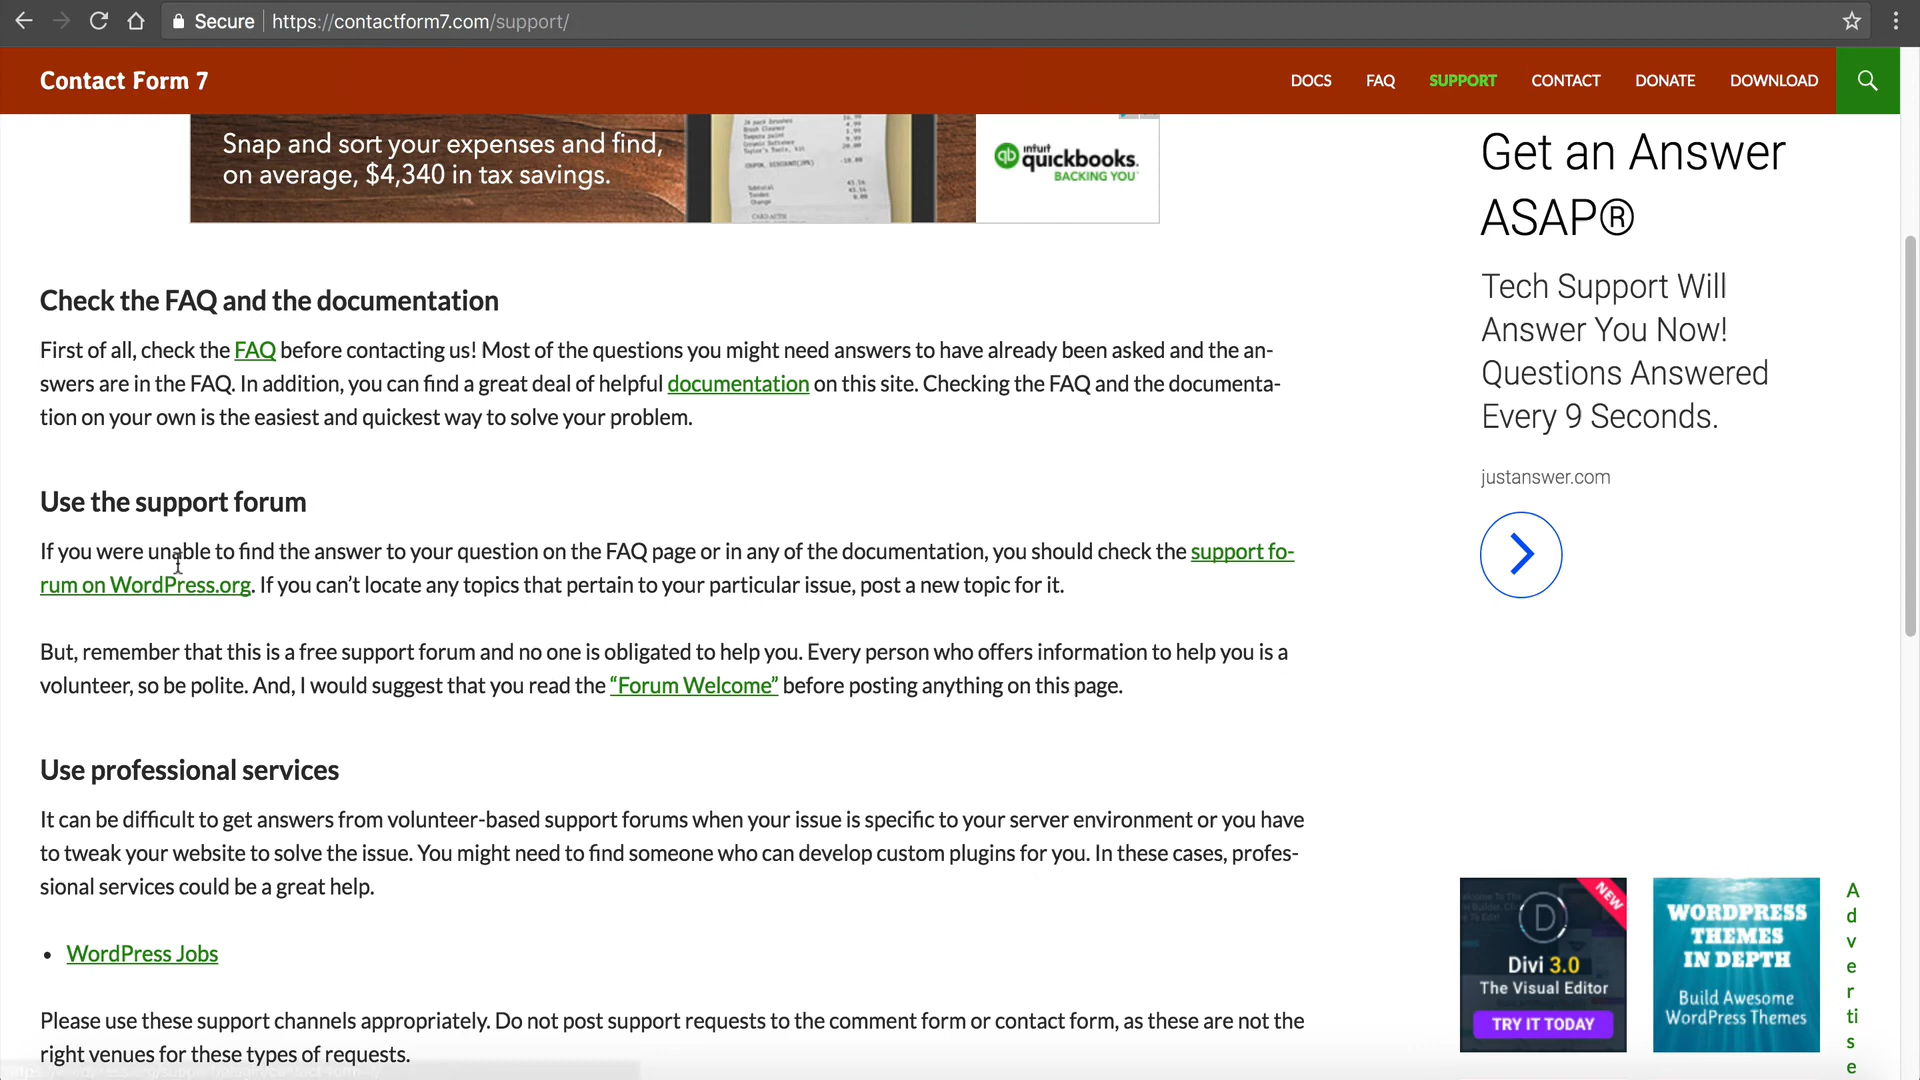 Secure https://contactform7.com/support/
Contact Form 7
DOCS FAQ SUPPORT CONTACT DONATE DOWNLOAD
Snap and sort your expenses and find,
on average, $4,340 in tax savings.
intuit
quickbooks.
BACKING YOU
Check the FAQ and the documentation
First of all, check the FAQ before contacting us! Most of the questions you might need answers to have already been asked and the an-
swers are in the FAQ. In addition, you can find a great deal of helpful documentation on this site. Checking the FAQ and the documenta-
tion on your own is the easiest and quickest way to solve your problem.
Use the support forum
If you were unable to find the answer to your question on the FAQ page or in any of the documentation, you should check the support fo-
rum on WordPress.org. If you can’t locate any topics that pertain to your particular issue, post a new topic for it.
But, remember that this is a free support forum and no one is obligated to help you. Every person who offers information to help you is a
volunteer, so be polite. And, I would suggest that you read the “Forum Welcome” before posting anything on this page.
Use professional services
It can be difficult to get answers from volunteer-based support forums when your issue is specific to your server environment or you have
to tweak your website to solve the issue. You might need to find someone who can develop custom plugins for you. In these cases, profes-
sional services could be a great help.
• WordPress Jobs
Please use these support channels appropriately. Do not post support requests to the comment form or contact form, as these are not the
right venues for these types of requests.
Get an Answer
ASAP®
Tech Support Will
Answer You Now!
Questions Answered
Every 9 Seconds.
justanswer.com
NEW
D
Divi 3.0
The Visual Editor
TRY IT TODAY
WORDPRESS
THEMES
IN DEPTH
Build Awesome
WordPress Themes
A
d
v
e
r
ti
s
e